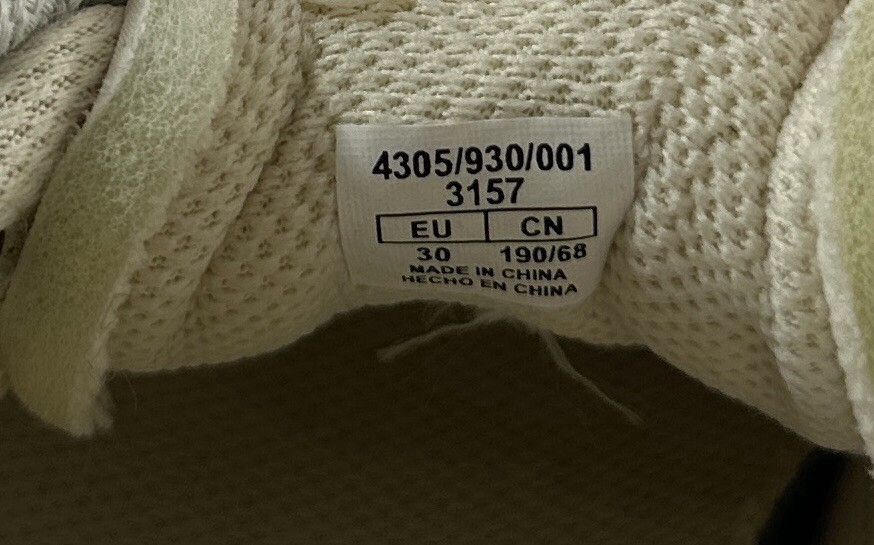 4305/930/001
3157
EU CN
30 190/68
MADE IN CHINA
HECHO EN CHINA